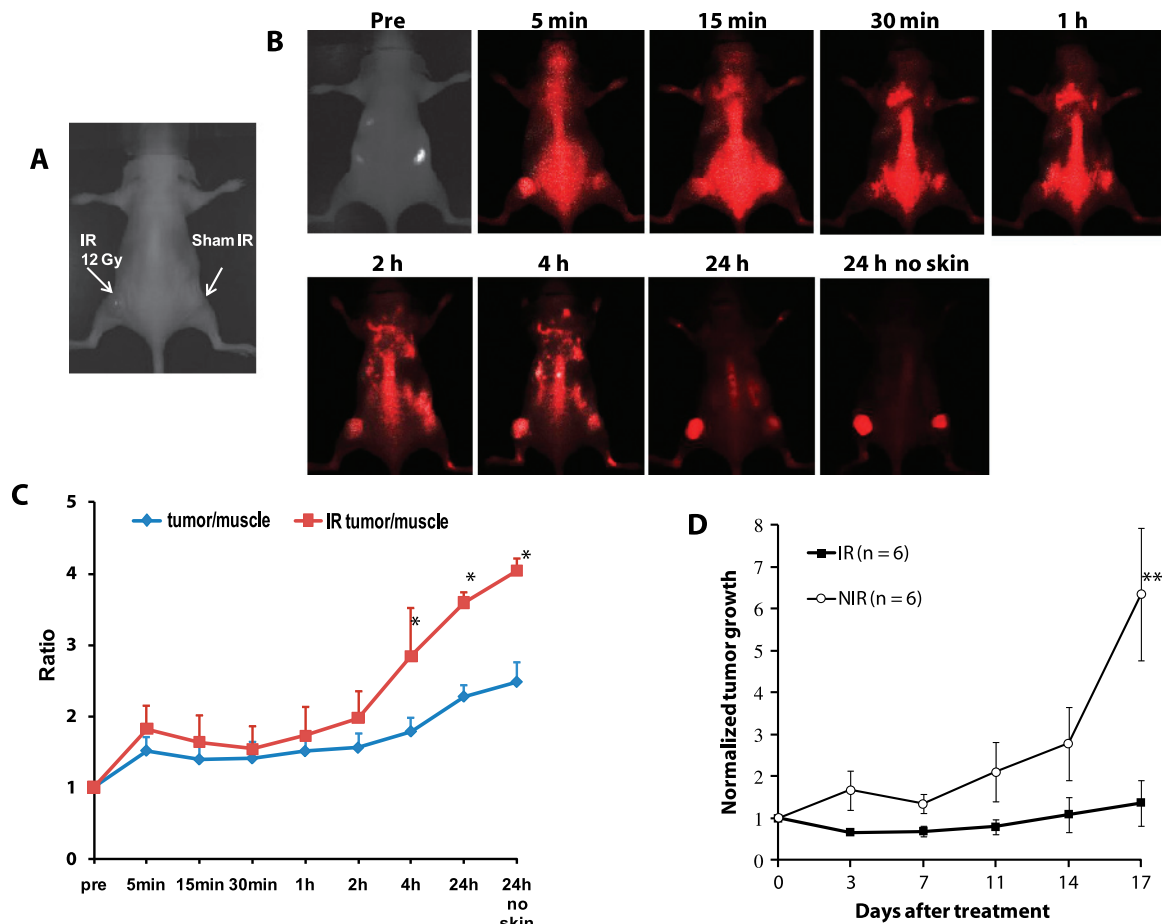 A
IR
12 Gy
Sham IR
B
Pre
5 min
15 min
30 min
1 h
2 h
4 h
24 h
24 h no skin
C
5
4
3
2
1
0
Ratio
tumor/muscle
IR tumor/muscle
*
*
*
pre
5min
15min
30min
1h
2h
4h
24h
24h
no
skin
D
8
7
6
5
4
3
2
1
0
Normalized tumor growth
IR (n = 6)
NIR (n = 6)
**
0
3
7
11
14
17
Days after treatment